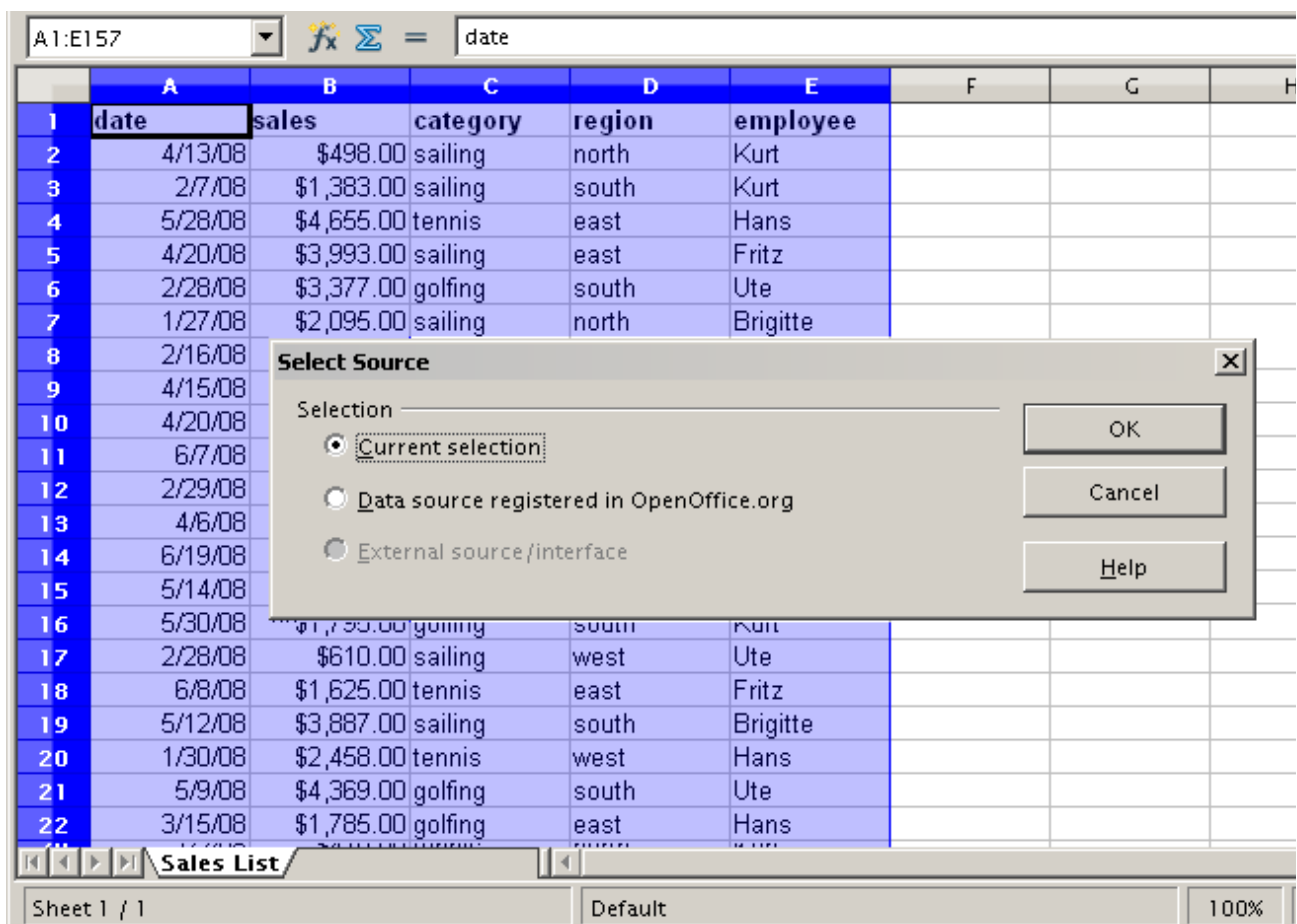 A1:E157 fx Σ = date
A B C D E F G H
1 date sales category region employee
2 4/13/08 $498.00 sailing north Kurt
3 2/7/08 $1,383.00 sailing south Kurt
4 5/28/08 $4,655.00 tennis east Hans
5 4/20/08 $3,993.00 sailing east Fritz
6 2/28/08 $3,377.00 golfing south Ute
7 1/27/08 $2,095.00 sailing north Brigitte
8 2/16/08
9 4/15/08
10 4/20/08
11 6/7/08
12 2/29/08
13 4/6/08
14 6/19/08
15 5/14/08
Select Source
Selection
Current selection
Data source registered in OpenOffice.org
External source/interface
OK
Cancel
Help
16 5/30/08 $1,795.00 golfing south Kurt
17 2/28/08 $610.00 sailing west Ute
18 6/8/08 $1,625.00 tennis east Fritz
19 5/12/08 $3,887.00 sailing south Brigitte
20 1/30/08 $2,458.00 tennis west Hans
21 5/9/08 $4,369.00 golfing south Ute
22 3/15/08 $1,785.00 golfing east Hans
Sales List
Sheet 1 / 1 Default 100%